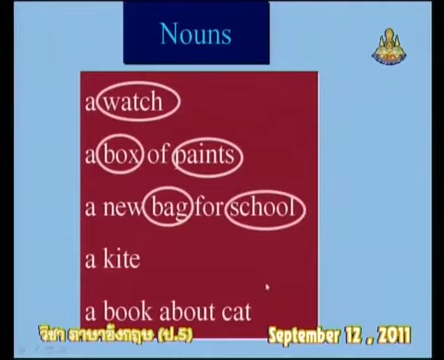 Nouns
a watch
a box of paints
a new bag for school
a kite
a book about cat
วิชา ภาษาอังกฤษ (ป.5)
September 12 , 2011